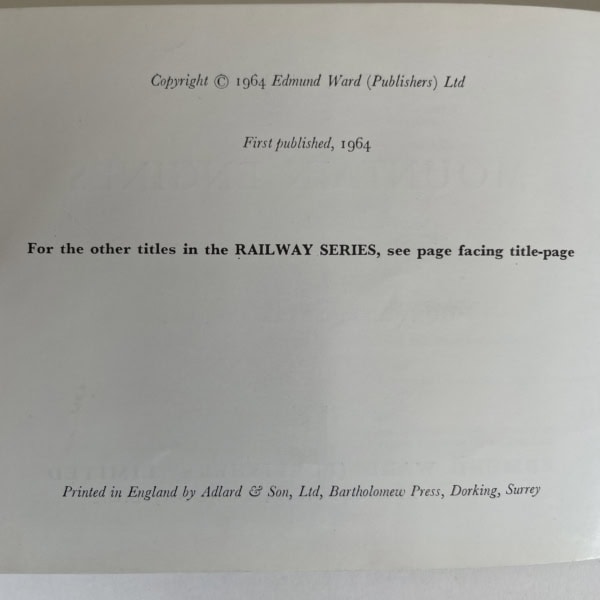 Copyright © 1964 Edmund Ward (Publishers) Ltd
First published, 1964
For the other titles in the RAILWAY SERIES, see page facing title-page
Printed in England by Adlard & Son, Ltd, Bartholomew Press, Dorking, Surrey